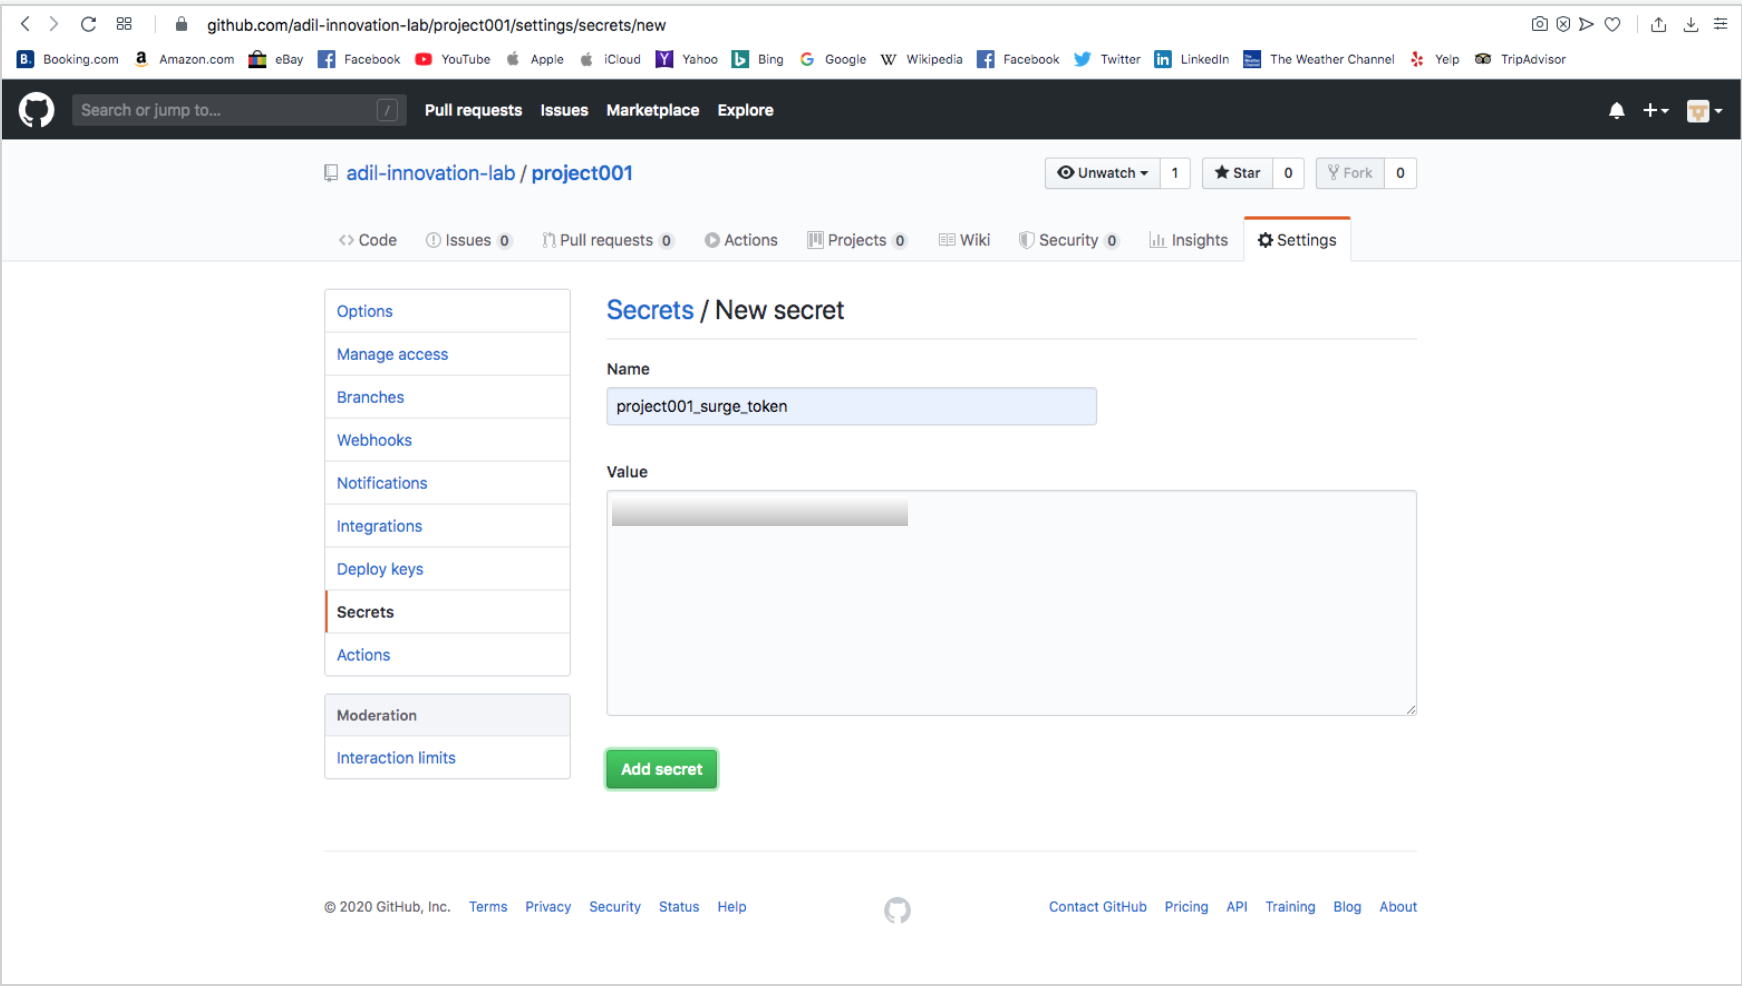 github.com/adil-innovation-lab/project001/settings/secrets/new
B. Booking.com a Amazon.com eBay f Facebook YouTube Apple iCloud Y Yahoo Bing G Google W Wikipedia f Facebook Twitter in LinkedIn The Weather Channel Yelp TripAdvisor
Search or jump to... / Pull requests Issues Marketplace Explore
adil-innovation-lab / project001 Unwatch 1 Star 0 Fork 0
Code Issues 0 Pull requests 0 Actions Projects 0 Wiki Security 0 Insights Settings
Options
Manage access
Branches
Webhooks
Notifications
Integrations
Deploy keys
Secrets
Actions
Moderation
Interaction limits
Secrets / New secret
Name
project001_surge_token
Value
Add secret
© 2020 GitHub, Inc. Terms Privacy Security Status Help Contact GitHub Pricing API Training Blog About